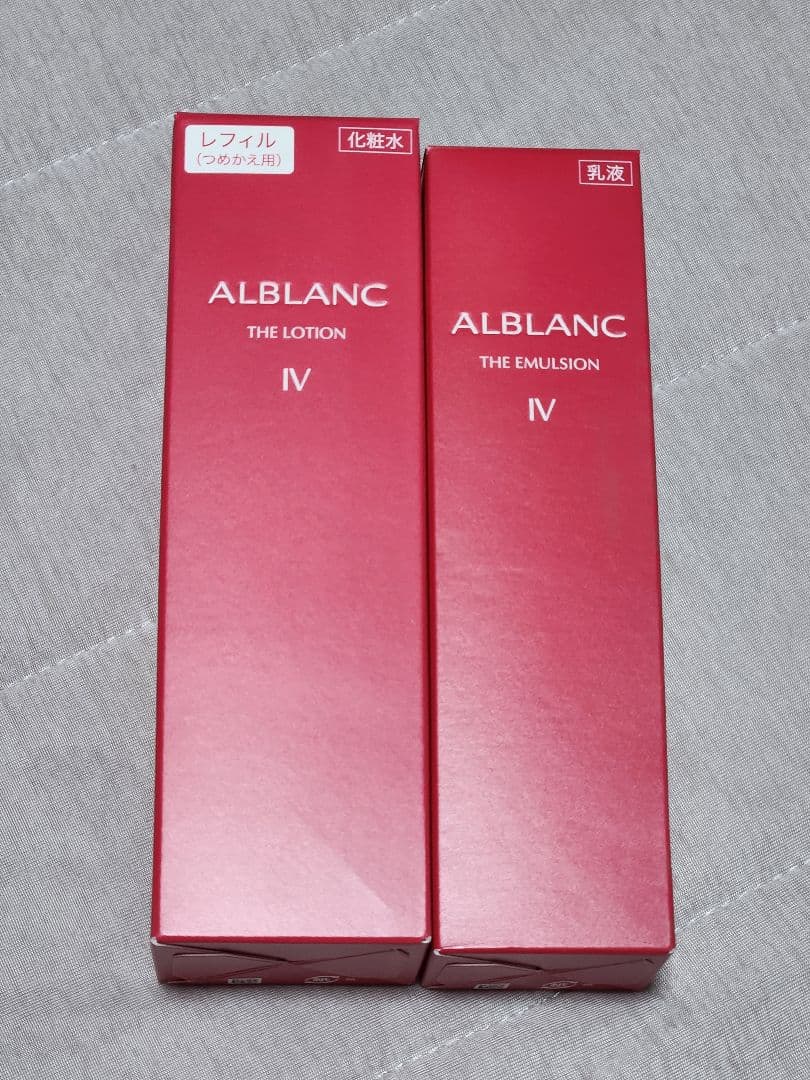 レフィル
(つめかえ用)
化粧水
ALBLANC
THE LOTION
IV
乳液
ALBLANC
THE EMULSION
IV